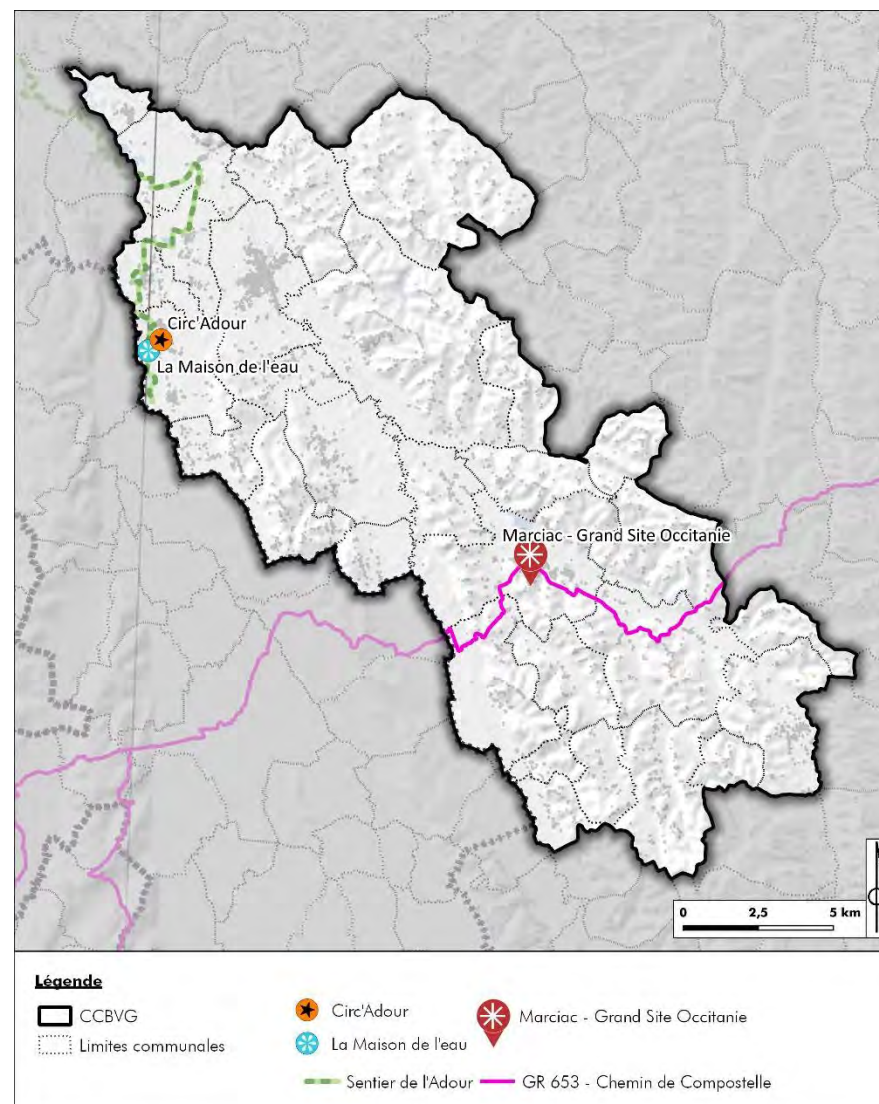 Circ'Adour
La Maison de l'eau
Marciac - Grand Site Occitanie
0 2,5 5 km
Légende
CCBVG
Limites communales
Circ'Adour
La Maison de l'eau
Marciac - Grand Site Occitanie
Sentier de l'Adour
GR 653 - Chemin de Compostelle